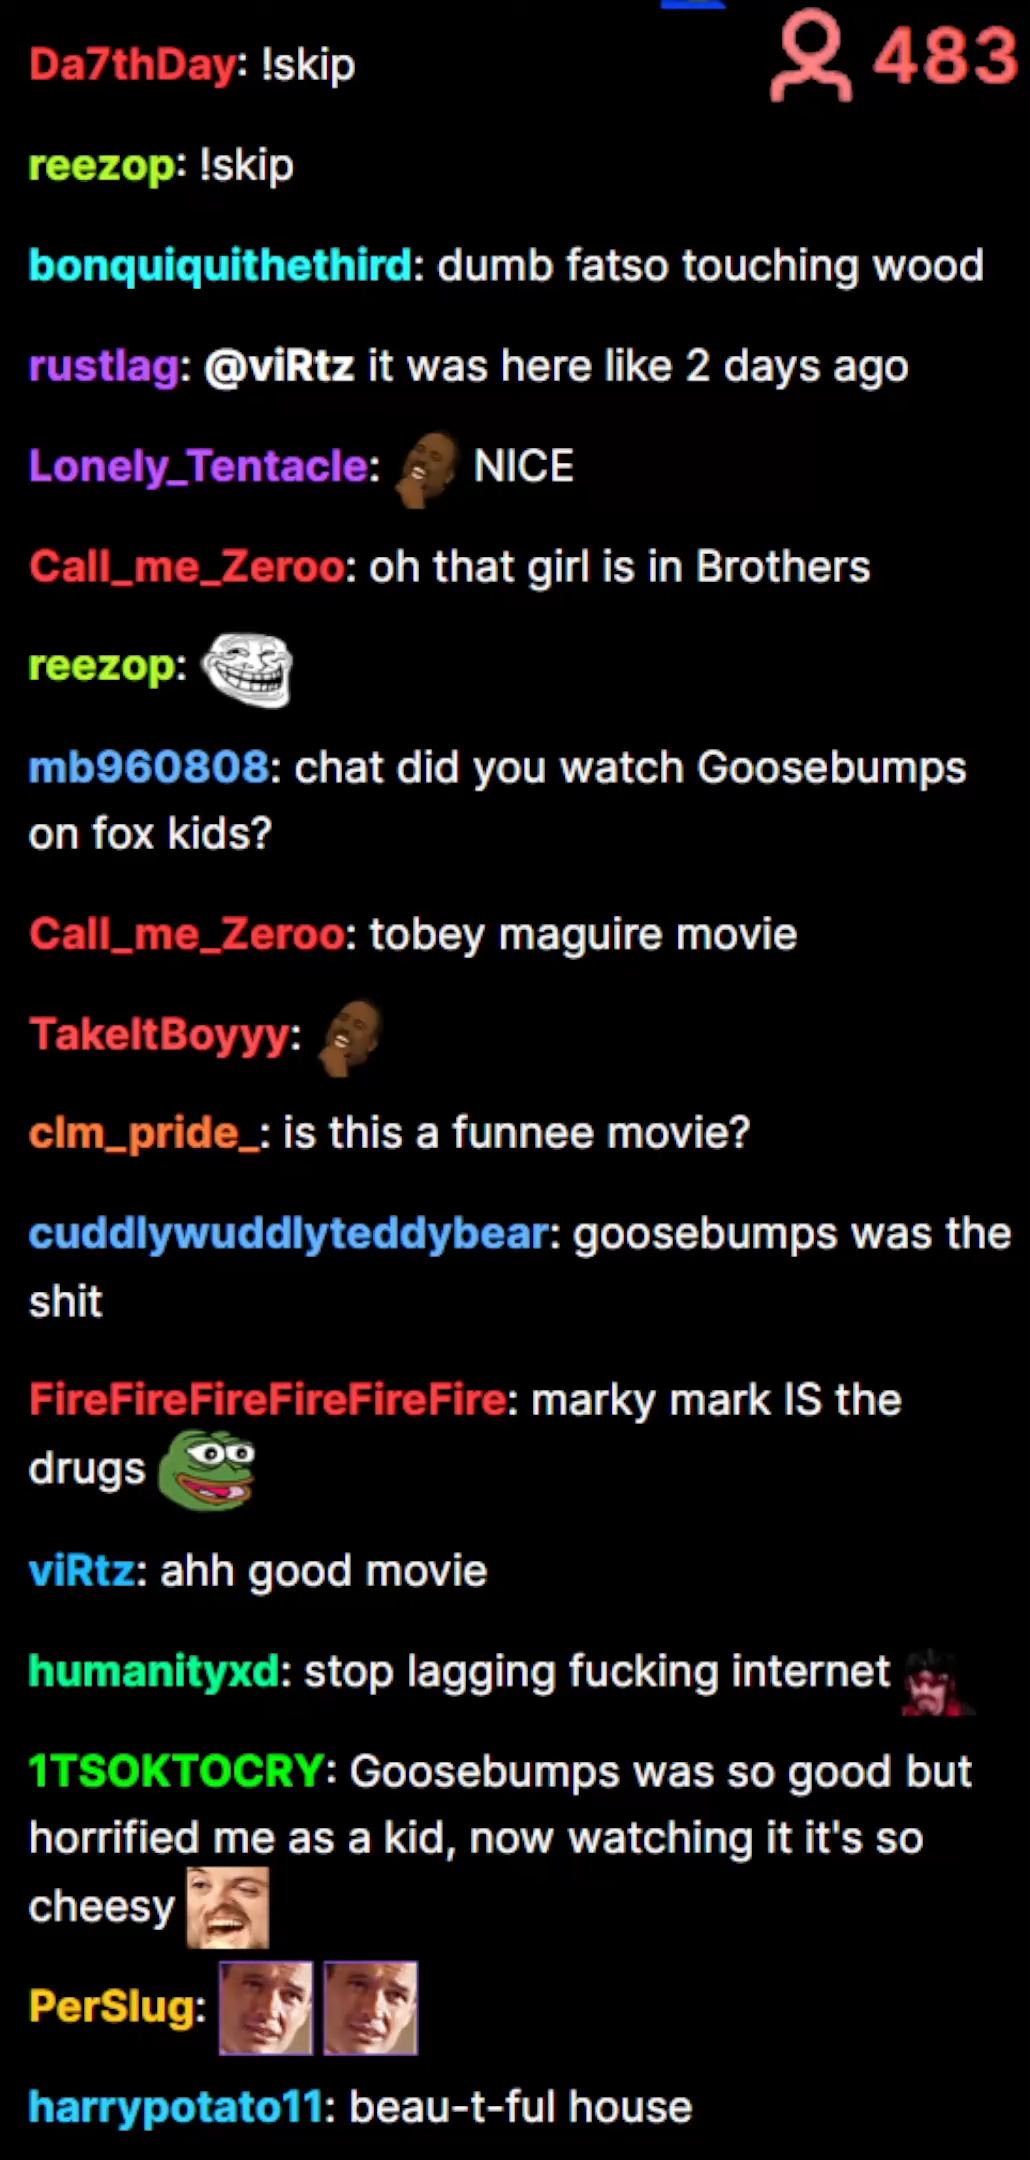 Da7thDay: !skip
483
reezop: !skip
bonquiquithethird: dumb fatso touching wood
rustlag: @viRtz it was here like 2 days ago
Lonely_Tentacle: NICE
Call_me_Zeroo: oh that girl is in Brothers
reezop:
mb960808: chat did you watch Goosebumps
on fox kids?
Call_me_Zeroo: tobey maguire movie
TakeItBoyyy:
clm_pride_: is this a funnee movie?
cuddlywuddlyteddybear: goosebumps was the
shit
FireFireFireFireFireFire: marky mark IS the
drugs
viRtz: ahh good movie
humanityxd: stop lagging fucking internet
1TSOKTOCRY: Goosebumps was so good but
horrified me as a kid, now watching it it's so
cheesy
PerSlug:
harrypotato11: beau-t-ful house